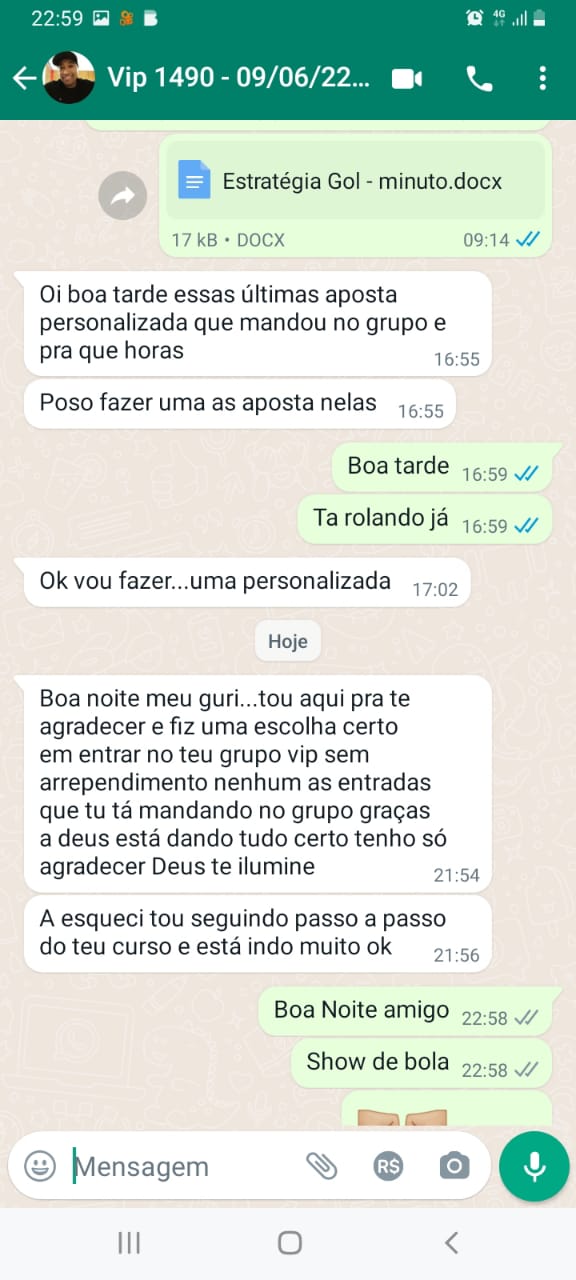 22:59
4G
Vip 1490 - 09/06/22...
Estratégia Gol - minuto.docx
17 kB • DOCX
09:14
Oi boa tarde essas últimas aposta
personalizada que mandou no grupo e
pra que horas
16:55
Poso fazer uma as aposta nelas
16:55
Boa tarde
16:59
Ta rolando já
16:59
Ok vou fazer...uma personalizada
17:02
Hoje
Boa noite meu guri...tou aqui pra te
agradecer e fiz uma escolha certo
em entrar no teu grupo vip sem
arrependimento nenhum as entradas
que tu tá mandando no grupo graças
a deus está dando tudo certo tenho só
agradecer Deus te ilumine
21:54
A esqueci tou seguindo passo a passo
do teu curso e está indo muito ok
21:56
Boa Noite amigo
22:58
Show de bola
22:58
Mensagem
R$